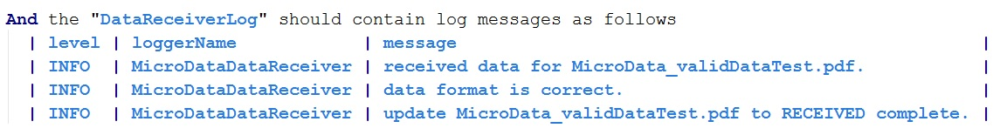 And the "DataReceiverLog" should contain log messages as follows
| level | loggerName | message |
| INFO | MicroDataDataReceiver | received data for MicroData_validDataTest.pdf. |
| INFO | MicroDataDataReceiver | data format is correct. |
| INFO | MicroDataDataReceiver | update MicroData_validDataTest.pdf to RECEIVED complete. |